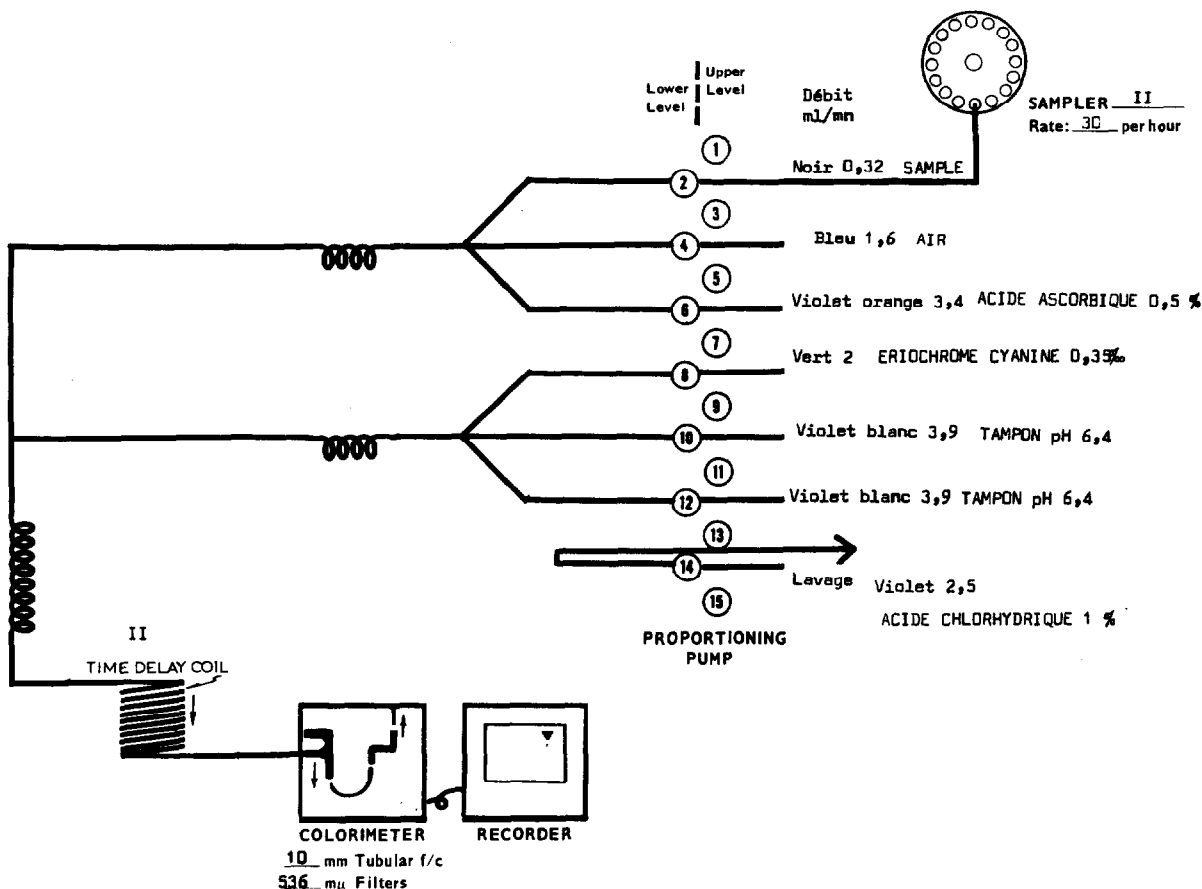 Lower Level
Upper Level
Débit
ml/mn
SAMPLER II
Rate: 30 per hour
1
Noir 0,32 SAMPLE
2
3
Bleu 1,6 AIR
4
5
Violet orange 3,4 ACIDE ASCORBIQUE 0,5 %
6
7
Vert 2 ERIOCHROME CYANINE 0,35‰
8
9
Violet blanc 3,9 TAMPON pH 6,4
10
11
Violet blanc 3,9 TAMPON pH 6,4
12
13
14
Lavage Violet 2,5
ACIDE CHLORHYDRIQUE 1 %
15
PROPORTIONING
PUMP
II
TIME DELAY COIL
COLORIMETER
RECORDER
10 mm Tubular f/c
536 mµ Filters